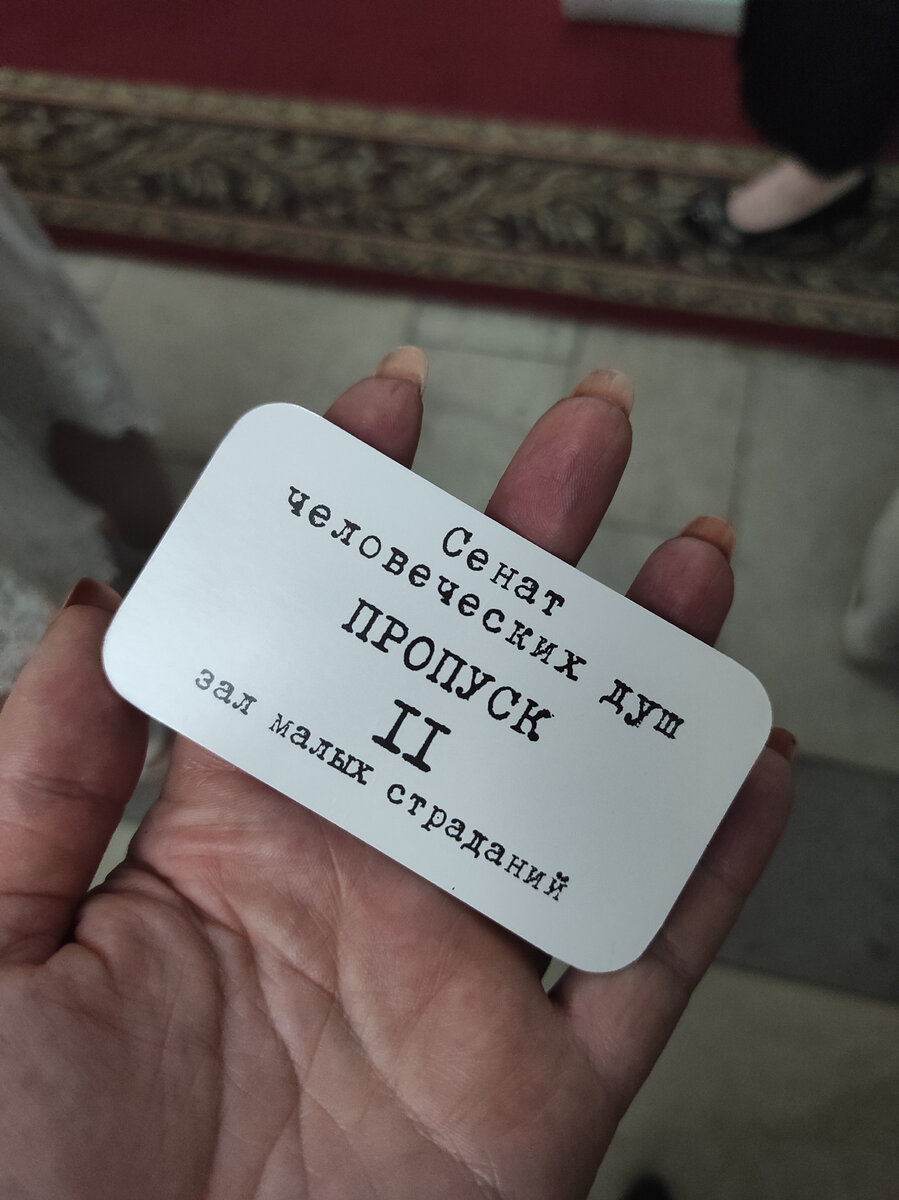 Сенат
человеческих душ
ПРОПУСК
II
зал малых страданий